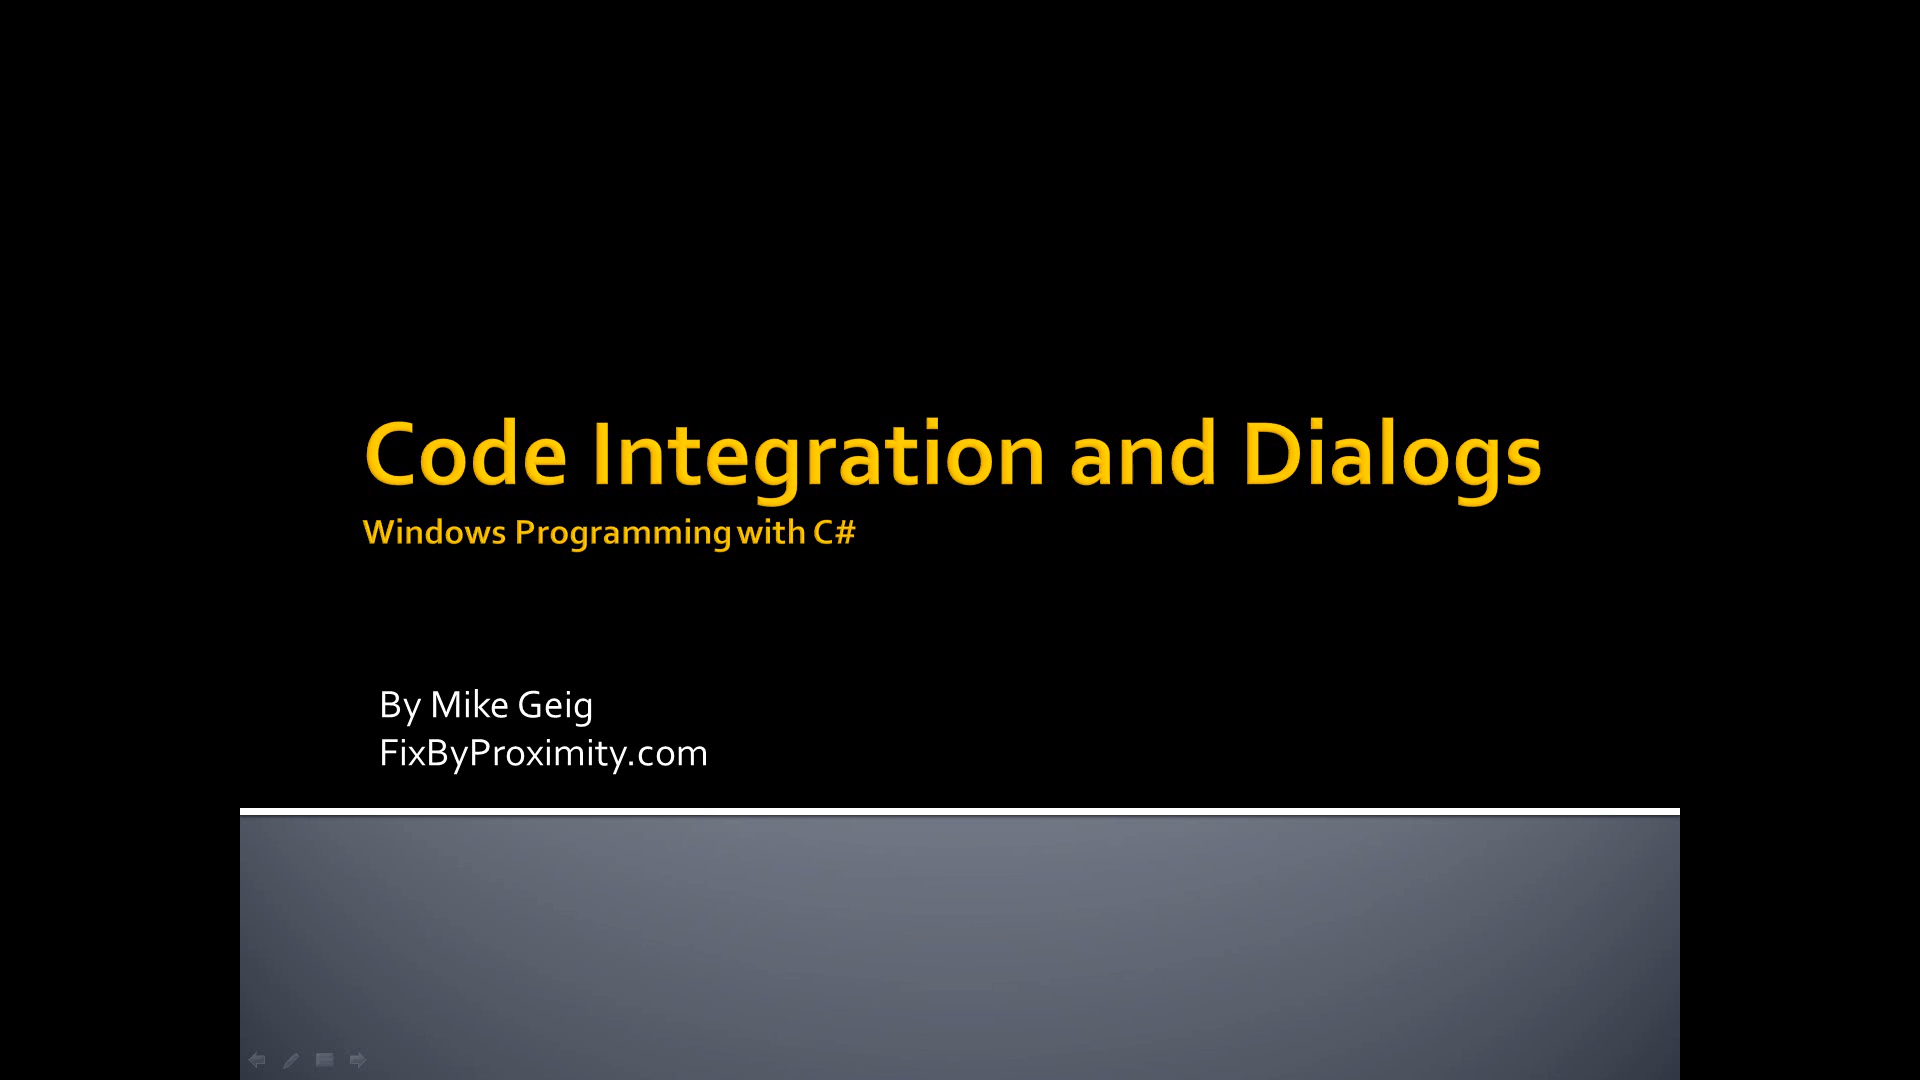 Code Integration and Dialogs
Windows Programming with C#
By Mike Geig
FixByProximity.com